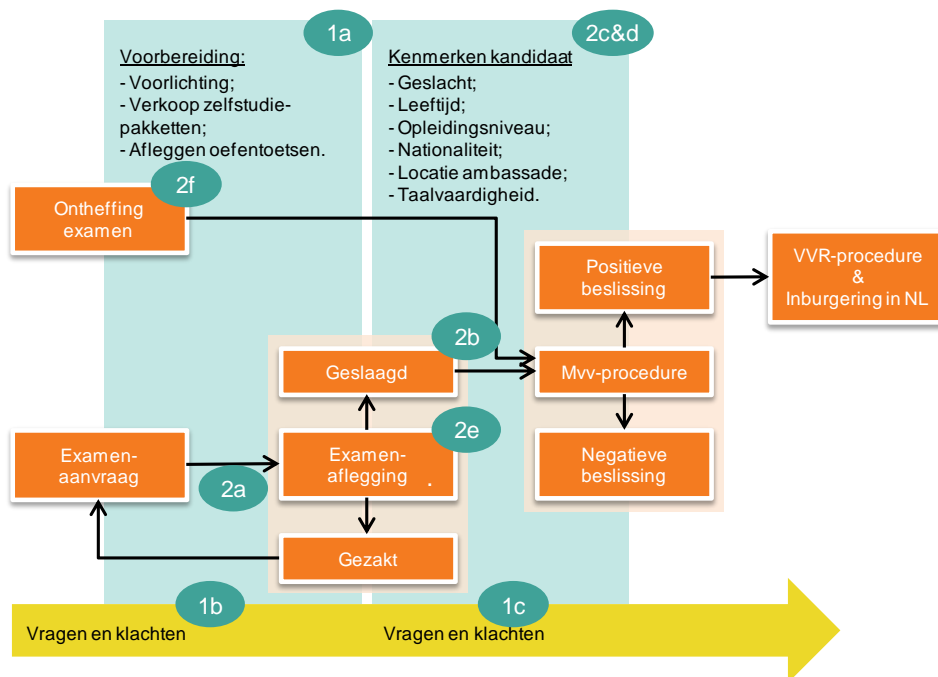 1a
2c&d
Voorbereiding:
- Voorlichting;
- Verkoop zelfstudie-
pakketten;
- Afleggen oefentoetsen.
Kenmerken kandidaat
- Geslacht;
- Leeftijd;
- Opleidingsniveau;
- Nationaliteit;
- Locatie ambassade;
- Taalvaardigheid.
2f
Ontheffing
examen
Positieve
beslissing
VVR-procedure
&
Inburgering in NL
2b
Geslaagd
Mvv-procedure
2e
Examen-
aanvraag
2a
Examen-
aflegging .
Negatieve
beslissing
Gezakt
1b
1c
Vragen en klachten
Vragen en klachten